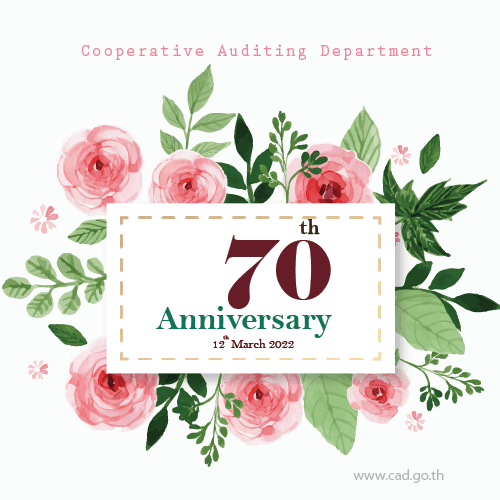 Cooperative Auditing Department
70th
Anniversary
12th March 2022
www.cad.go.th